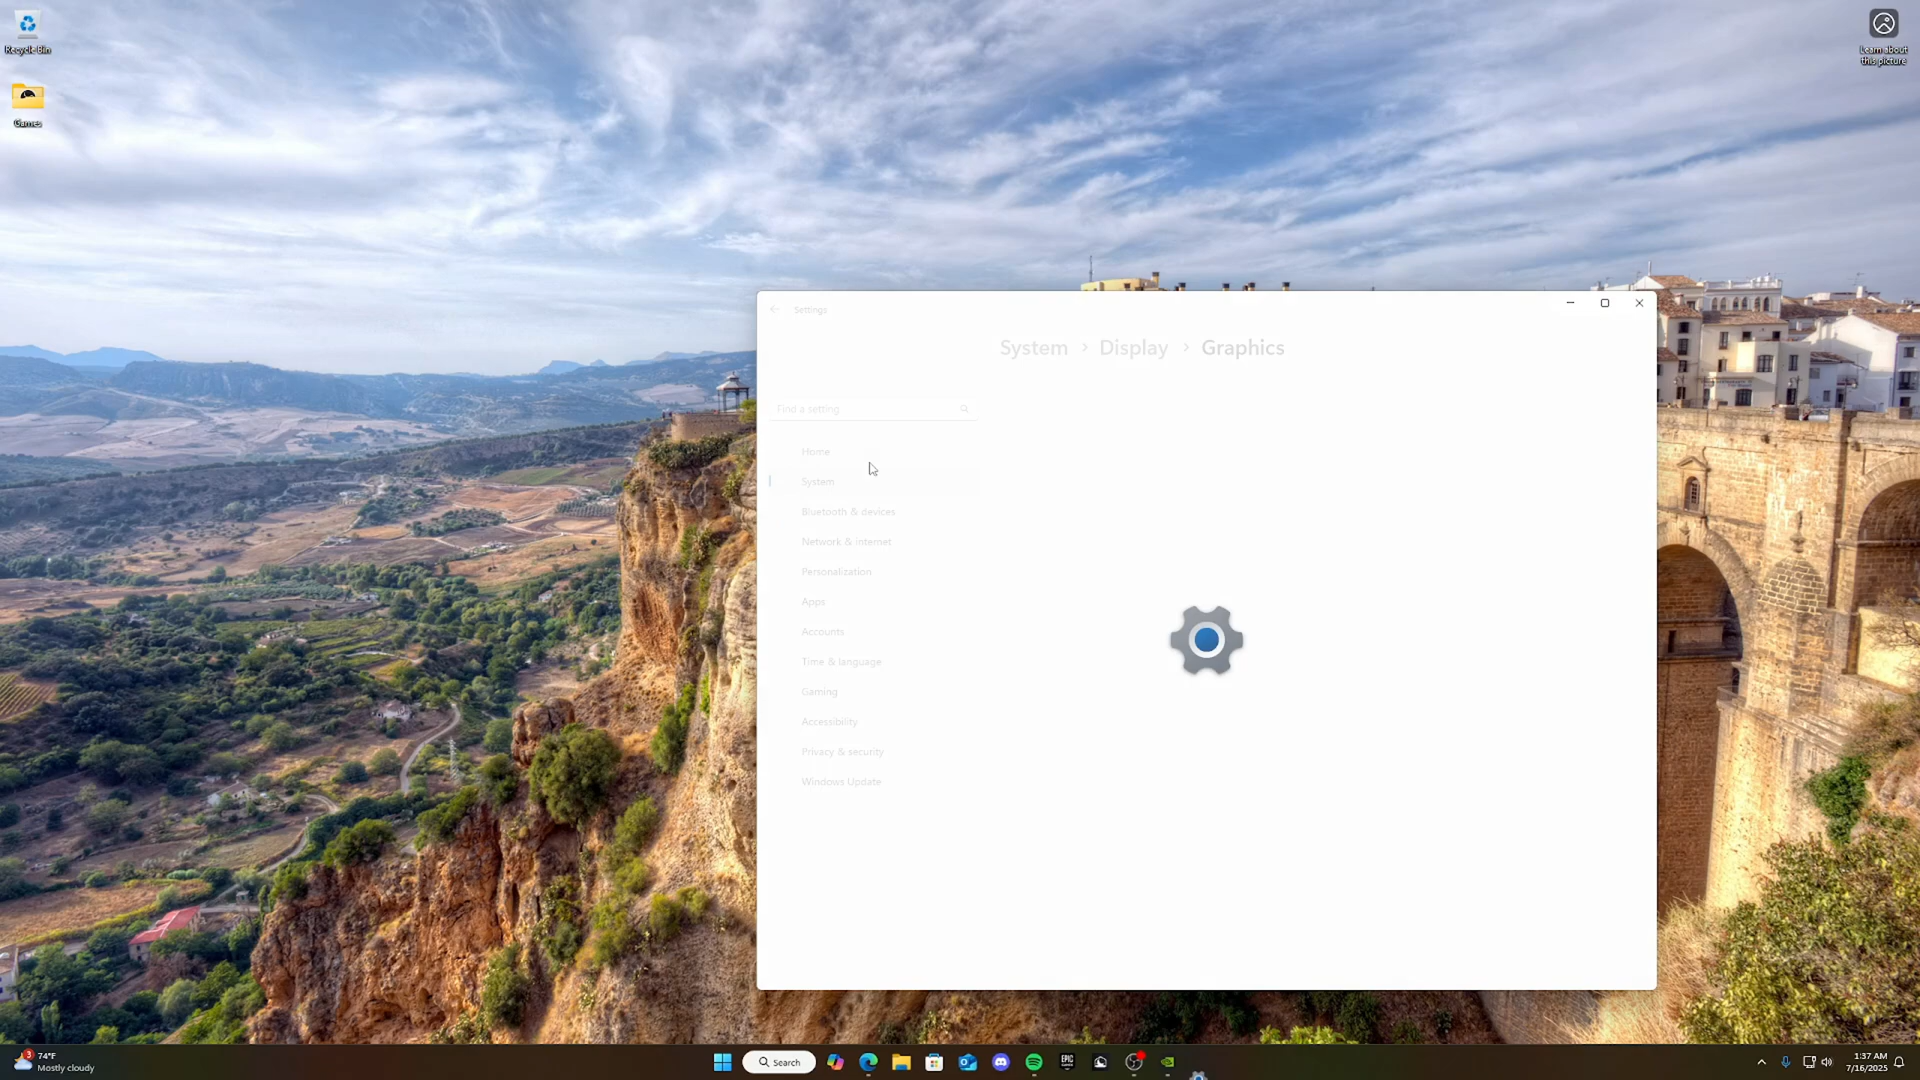 Recycle Bin
Games
Learn about
this picture
Settings
System > Display > Graphics
Find a setting
Home
System
Bluetooth & devices
Network & internet
Personalization
Apps
Accounts
Time & language
Gaming
Accessibility
Privacy & security
Windows Update
3
74°F
Mostly cloudy
Search
EPIC
1:37 AM
7/16/2025